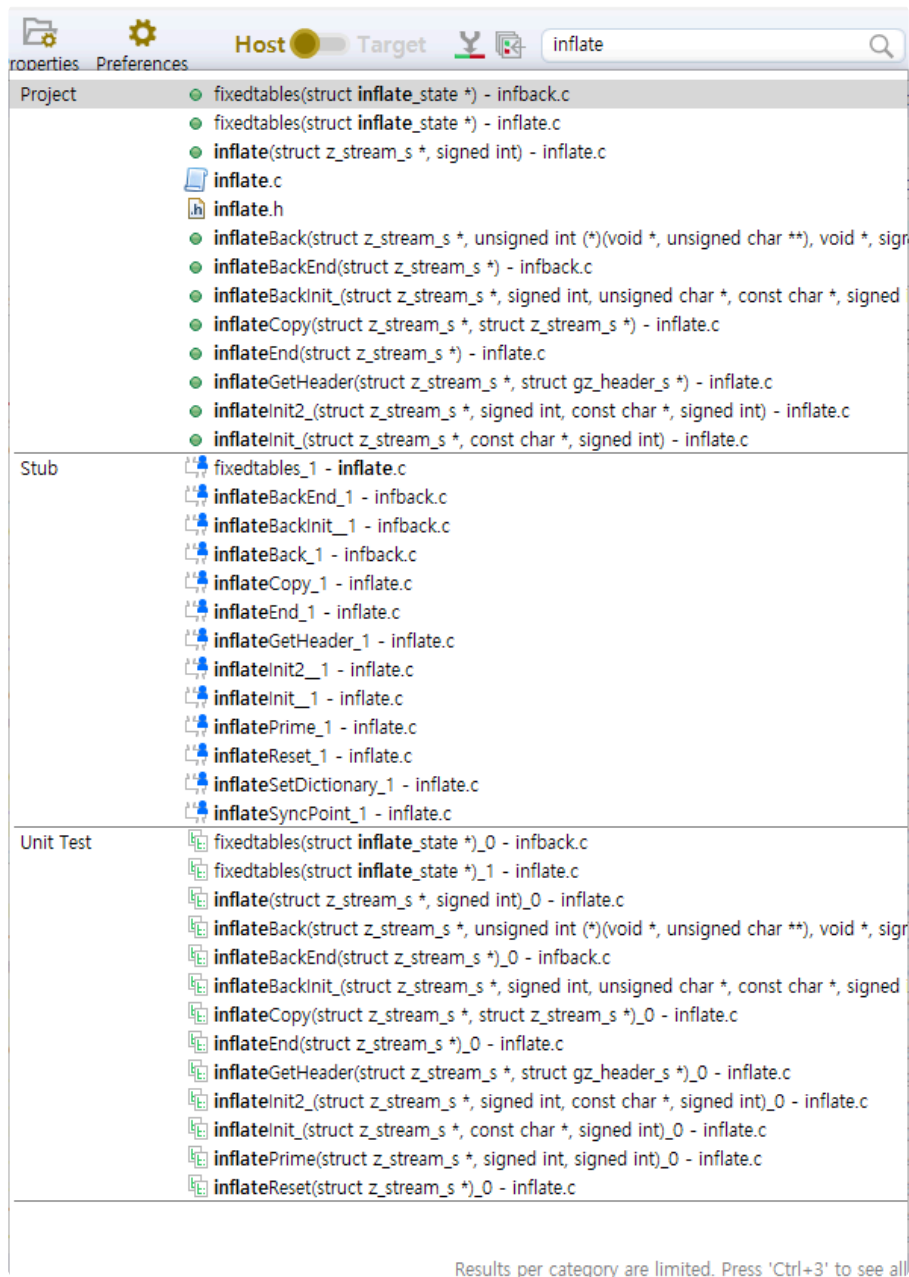 Host Target inflate
roperties Preferences
Project fixedtables(struct inflate_state *) - infback.c
fixedtables(struct inflate_state *) - inflate.c
inflate(struct z_stream_s *, signed int) - inflate.c
inflate.c
.h inflate.h
inflateBack(struct z_stream_s *, unsigned int (*)(void *, unsigned char **), void *, sign
inflateBackEnd(struct z_stream_s *) - infback.c
inflateBackInit_(struct z_stream_s *, signed int, unsigned char *, const char *, signed
inflateCopy(struct z_stream_s *, struct z_stream_s *) - inflate.c
inflateEnd(struct z_stream_s *) - inflate.c
inflateGetHeader(struct z_stream_s *, struct gz_header_s *) - inflate.c
inflateInit2_(struct z_stream_s *, signed int, const char *, signed int) - inflate.c
inflateInit_(struct z_stream_s *, const char *, signed int) - inflate.c
Stub fixedtables_1 - inflate.c
inflateBackEnd_1 - infback.c
inflateBackInit__1 - infback.c
inflateBack_1 - infback.c
inflateCopy_1 - inflate.c
inflateEnd_1 - inflate.c
inflateGetHeader_1 - inflate.c
inflateInit2__1 - inflate.c
inflateInit__1 - inflate.c
inflatePrime_1 - inflate.c
inflateReset_1 - inflate.c
inflateSetDictionary_1 - inflate.c
inflateSyncPoint_1 - inflate.c
Unit Test fixedtables(struct inflate_state *)_0 - infback.c
fixedtables(struct inflate_state *)_1 - inflate.c
inflate(struct z_stream_s *, signed int)_0 - inflate.c
inflateBack(struct z_stream_s *, unsigned int (*)(void *, unsigned char **), void *, sign
inflateBackEnd(struct z_stream_s *)_0 - infback.c
inflateBackInit_(struct z_stream_s *, signed int, unsigned char *, const char *, signed
inflateCopy(struct z_stream_s *, struct z_stream_s *)_0 - inflate.c
inflateEnd(struct z_stream_s *)_0 - inflate.c
inflateGetHeader(struct z_stream_s *, struct gz_header_s *)_0 - inflate.c
inflateInit2_(struct z_stream_s *, signed int, const char *, signed int)_0 - inflate.c
inflateInit_(struct z_stream_s *, const char *, signed int)_0 - inflate.c
inflatePrime(struct z_stream_s *, signed int, signed int)_0 - inflate.c
inflateReset(struct z_stream_s *)_0 - inflate.c
Results per category are limited. Press 'Ctrl+3' to see all